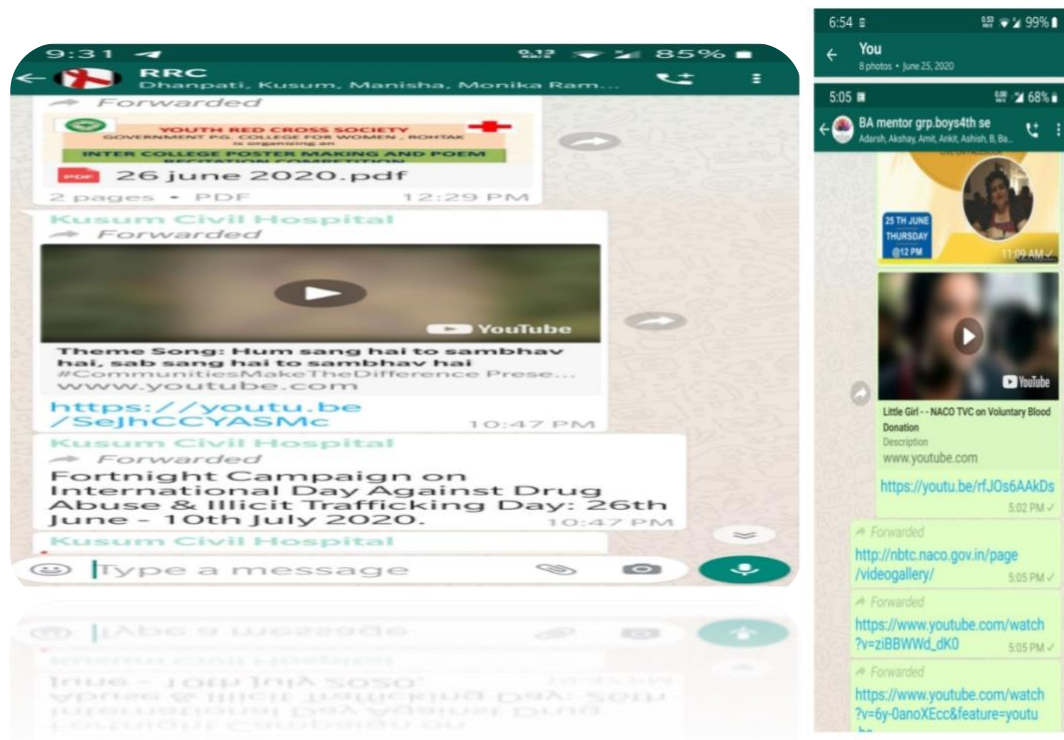 9:31
85%
RRC
Dhanpati, Kusum, Manisha, Monika Ram...
Forwarded
YOUTH RED CROSS SOCIETY
GOVERNMENT P.G. COLLEGE FOR WOMEN, ROHTAK
is organizing an
INTER COLLEGE POSTER MAKING AND POEM
RECITATION COMPETITION
PDF 26 june 2020.pdf
2 pages • PDF 12:29 PM
Kusum Civil Hospital
Forwarded
YouTube
Theme Song: Hum sang hai to sambhav
hai, sab sang hai to sambhav hai
#CommunitiesMakeTheDifference Prese...
www.youtube.com
https://youtu.be
/SeJhCCYASMc 10:47 PM
Kusum Civil Hospital
Forwarded
Fortnight Campaign on
International Day Against Drug
Abuse & Illicit Trafficking Day: 26th
June - 10th July 2020. 10:47 PM
Kusum Civil Hospital
Type a message
6:54 99%
You
8 photos • June 25, 2020
5:05 68%
BA mentor grp.boys4th se
Adarsh, Akshay, Amit, Ankit, Ashish, B, Ba...
LIVE ON FACEBOOK
25 TH JUNE
THURSDAY
@12 PM
11:09 AM
YouTube
Little Girl - - NACO TVC on Voluntary Blood
Donation
Description
www.youtube.com
https://youtu.be/rfJOs6AAkDs
5:02 PM
Forwarded
http://nbtc.naco.gov.in/page
/videogallery/ 5:05 PM
Forwarded
https://www.youtube.com/watch
?v=ziBBWWd_dK0 5:05 PM
Forwarded
https://www.youtube.com/watch
?v=6y-0anoXEcc&feature=youtu